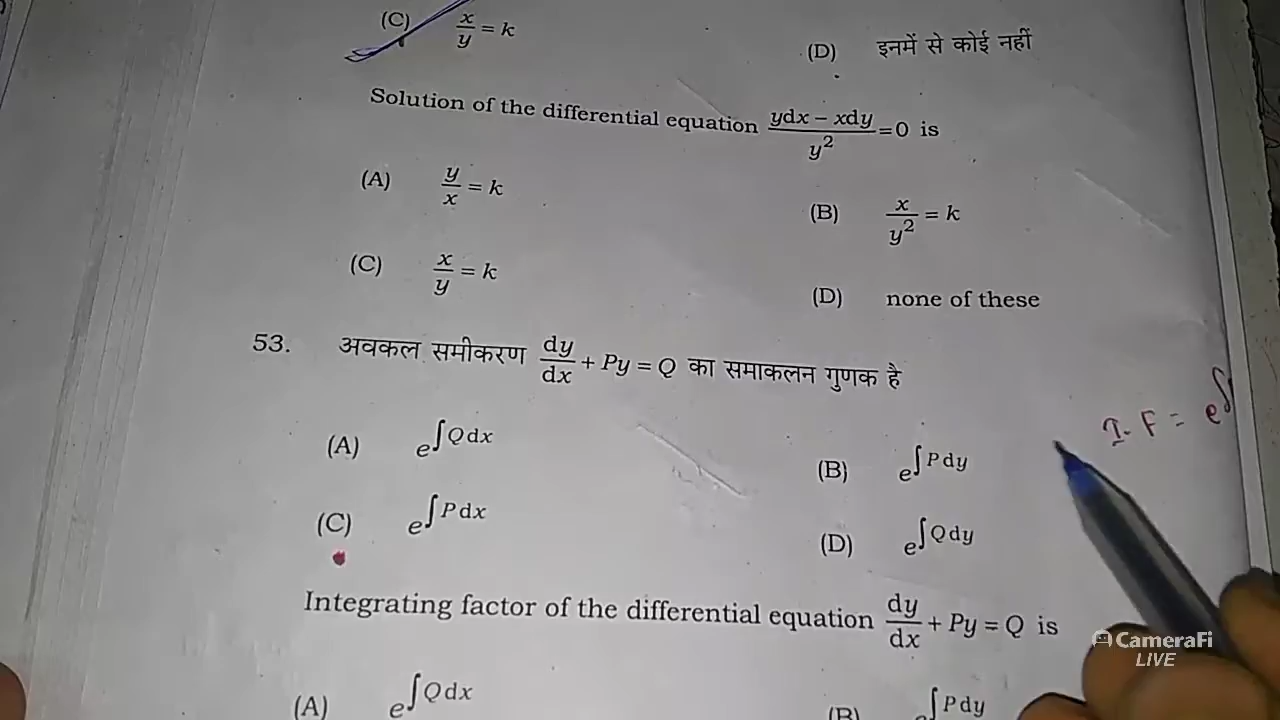 (C) x/y = k
(D) इनमें से कोई नहीं
Solution of the differential equation (ydx – xdy)/y² = 0 is
(A) y/x = k
(B) x/y² = k
(C) x/y = k
(D) none of these
53. अवकल समीकरण dy/dx + Py = Q का समाकलन गुणक है
(A) e^∫Qdx
(B) e^∫Pdy
(C) e^∫Pdx
(D) e^∫Qdy
I. F = e^∫
Integrating factor of the differential equation dy/dx + Py = Q is
(A) e^∫Qdx
(B) e^∫Pdy
CameraFi
LIVE